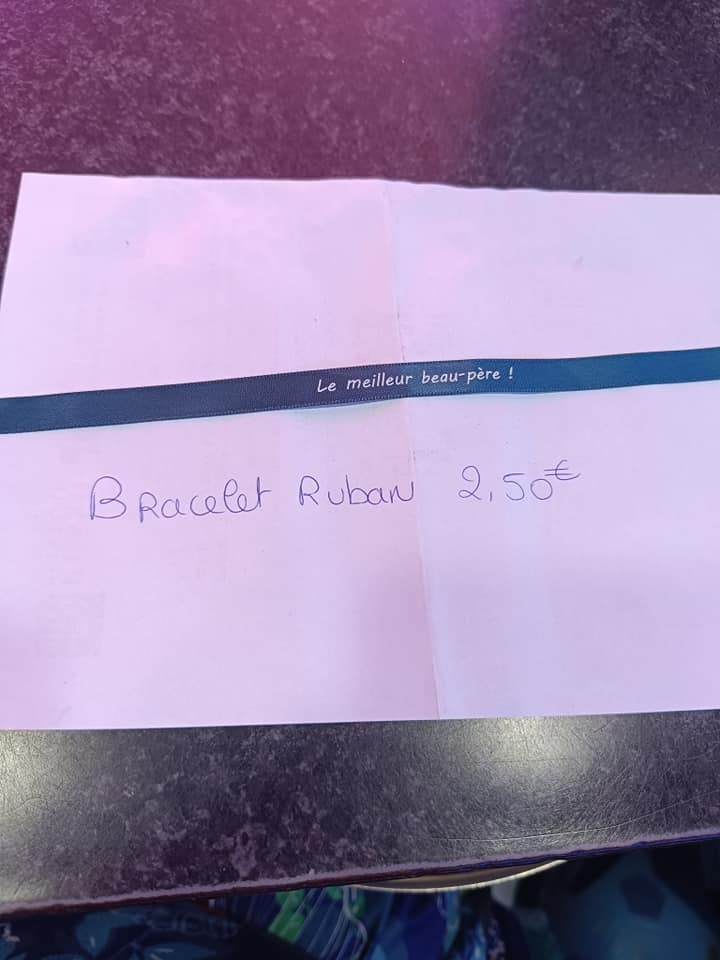 Le meilleur beau-père !
Bracelet Ruban 2,50€